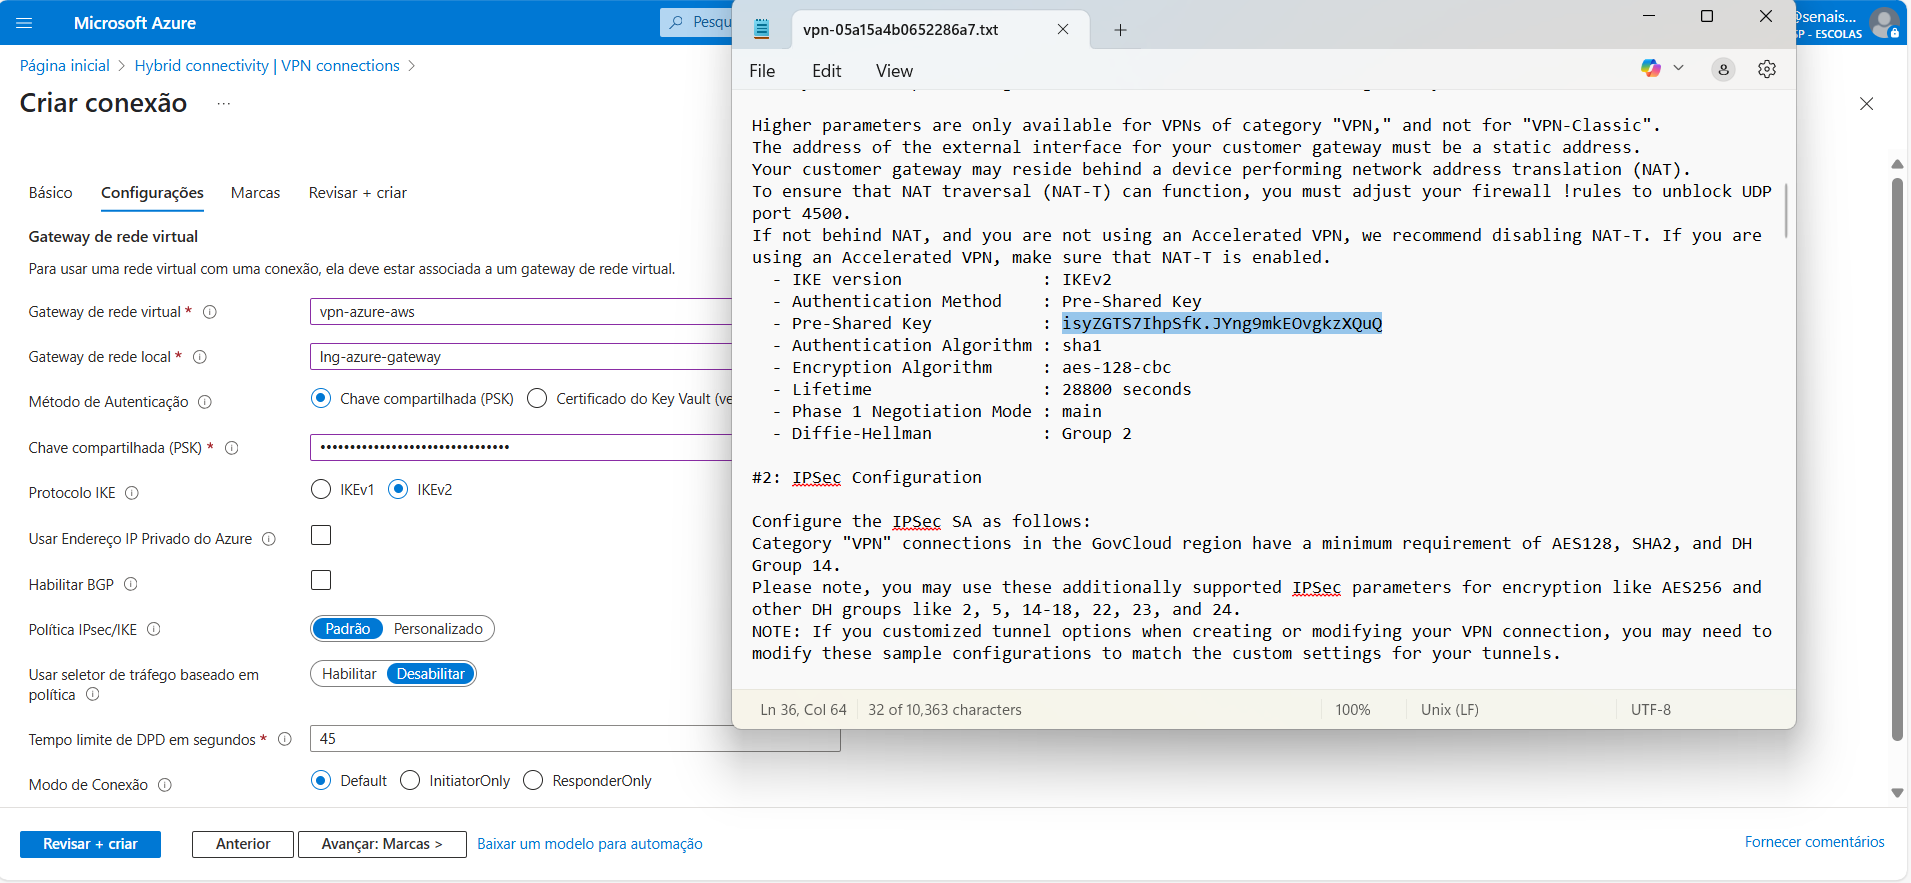 Microsoft Azure
Pesqu
@senais...
SP - ESCOLAS
Página inicial > Hybrid connectivity | VPN connections >
Criar conexão ...
Básico Configurações Marcas Revisar + criar
Gateway de rede virtual
Para usar uma rede virtual com uma conexão, ela deve estar associada a um gateway de rede virtual.
Gateway de rede virtual * vpn-azure-aws
Gateway de rede local * lng-azure-gateway
Método de Autenticação Chave compartilhada (PSK) Certificado do Key Vault (ve
Chave compartilhada (PSK) * ••••••••••••••••••••••••••••••••
Protocolo IKE IKEv1 IKEv2
Usar Endereço IP Privado do Azure
Habilitar BGP
Política IPsec/IKE Padrão Personalizado
Usar seletor de tráfego baseado em
política
Habilitar Desabilitar
Tempo limite de DPD em segundos * 45
Modo de Conexão Default InitiatorOnly ResponderOnly
Revisar + criar Anterior Avançar: Marcas > Baixar um modelo para automação
Fornecer comentários
vpn-05a15a4b0652286a7.txt
File Edit View
Higher parameters are only available for VPNs of category "VPN," and not for "VPN-Classic".
The address of the external interface for your customer gateway must be a static address.
Your customer gateway may reside behind a device performing network address translation (NAT).
To ensure that NAT traversal (NAT-T) can function, you must adjust your firewall !rules to unblock UDP
port 4500.
If not behind NAT, and you are not using an Accelerated VPN, we recommend disabling NAT-T. If you are
using an Accelerated VPN, make sure that NAT-T is enabled.
- IKE version : IKEv2
- Authentication Method : Pre-Shared Key
- Pre-Shared Key : isyZGTS7IhpSfK.JYng9mkEOvgkzXQuQ
- Authentication Algorithm : sha1
- Encryption Algorithm : aes-128-cbc
- Lifetime : 28800 seconds
- Phase 1 Negotiation Mode : main
- Diffie-Hellman : Group 2
#2: IPSec Configuration
Configure the IPSec SA as follows:
Category "VPN" connections in the GovCloud region have a minimum requirement of AES128, SHA2, and DH
Group 14.
Please note, you may use these additionally supported IPSec parameters for encryption like AES256 and
other DH groups like 2, 5, 14-18, 22, 23, and 24.
NOTE: If you customized tunnel options when creating or modifying your VPN connection, you may need to
modify these sample configurations to match the custom settings for your tunnels.
Ln 36, Col 64 32 of 10,363 characters 100% Unix (LF) UTF-8